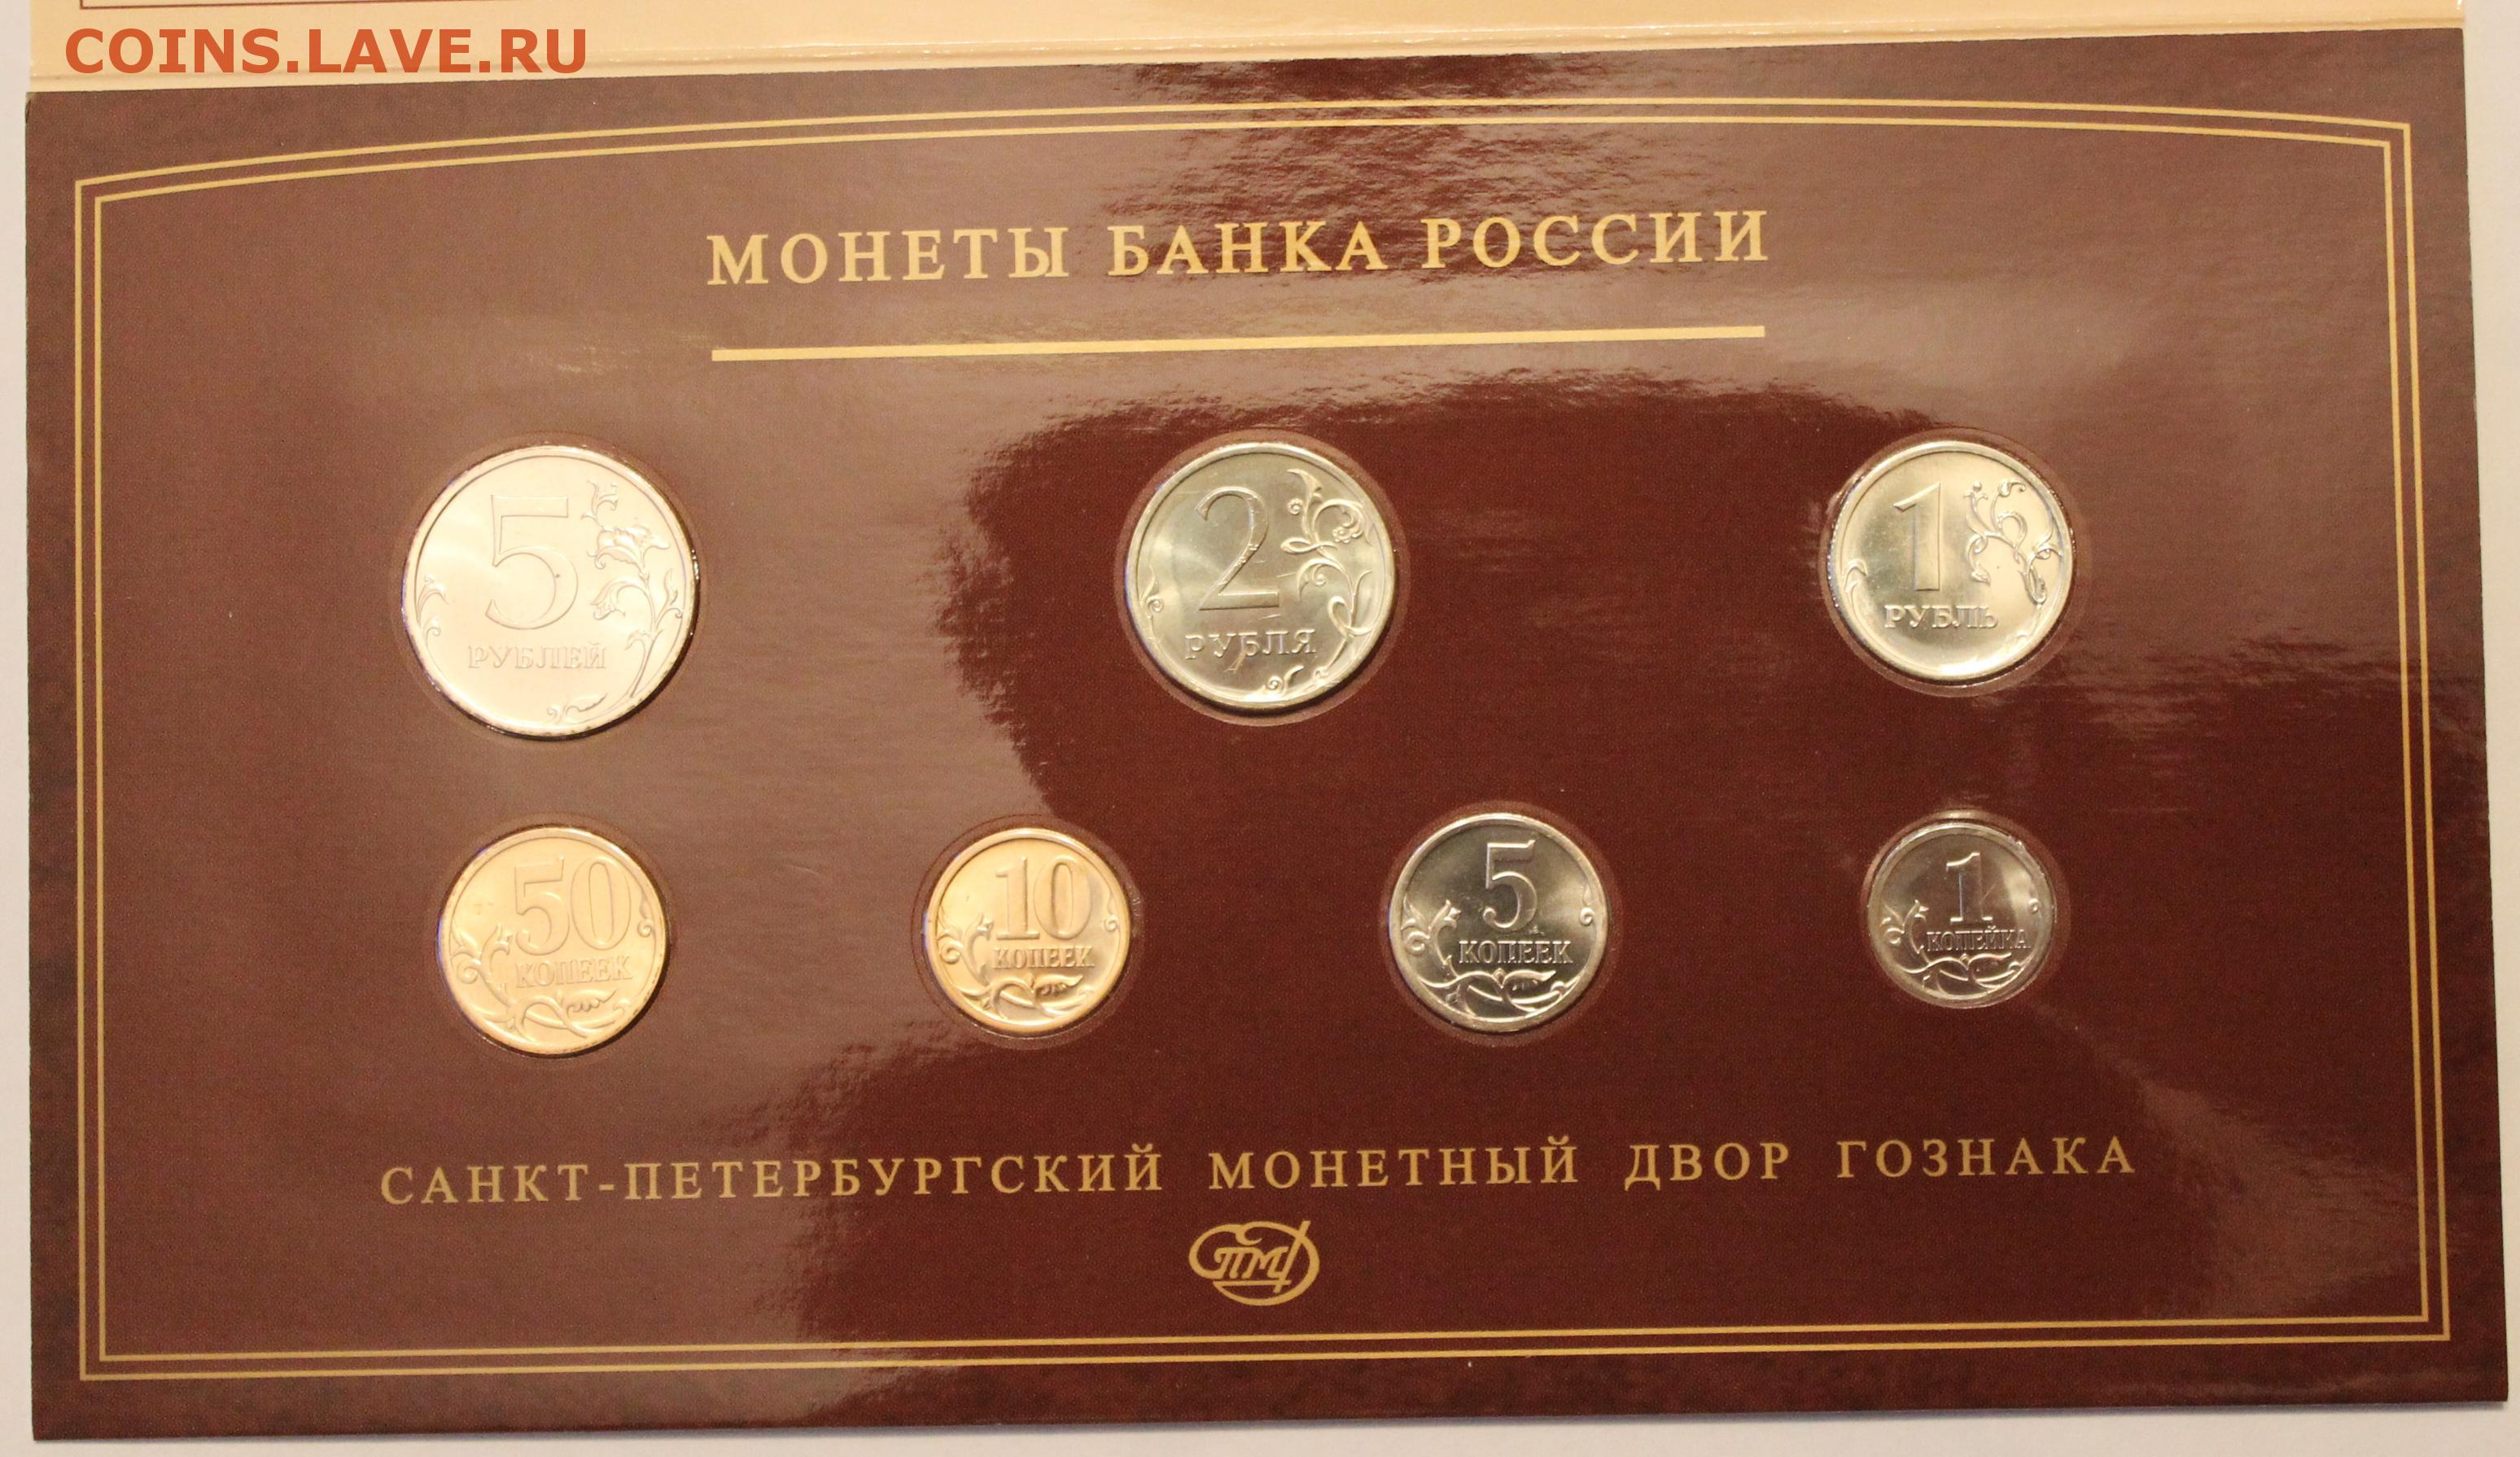 COINS.LAVE.RU
МОНЕТЫ БАНКА РОССИИ
5
РУБЛЕЙ
2
РУБЛЯ
1
РУБЛЬ
50
КОПЕЕК
10
КОПЕЕК
5
КОПЕЕК
1
КОПЕЙКА
САНКТ-ПЕТЕРБУРГСКИЙ МОНЕТНЫЙ ДВОР ГОЗНАКА
СПМД